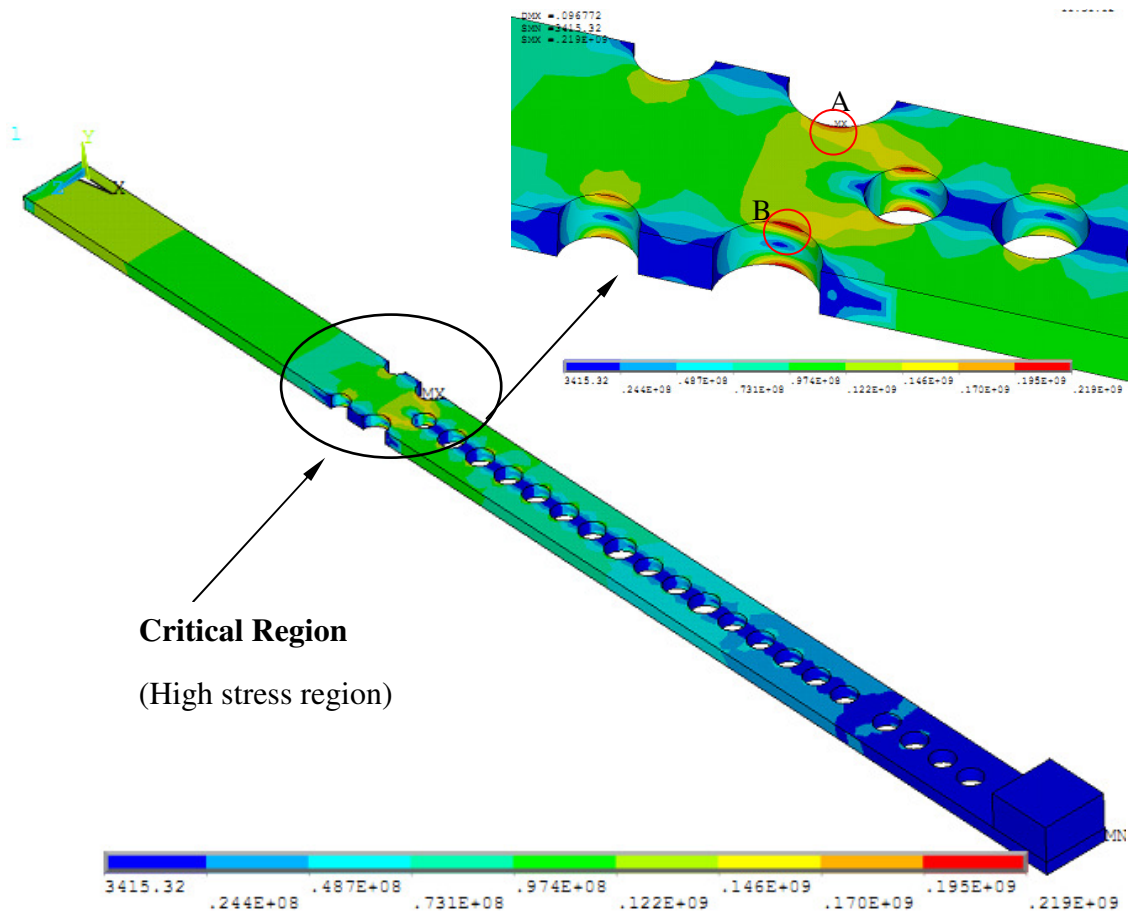 DMX =.096772
SMN =3415.32
SMX =.219E+09
A
MX
B
3415.32 .487E+08 .974E+08 .146E+09 .195E+09
.244E+08 .731E+08 .122E+09 .170E+09 .219E+09
1
Y
X
Z
MX
Critical Region
(High stress region)
MN
3415.32 .487E+08 .974E+08 .146E+09 .195E+09
.244E+08 .731E+08 .122E+09 .170E+09 .219E+09